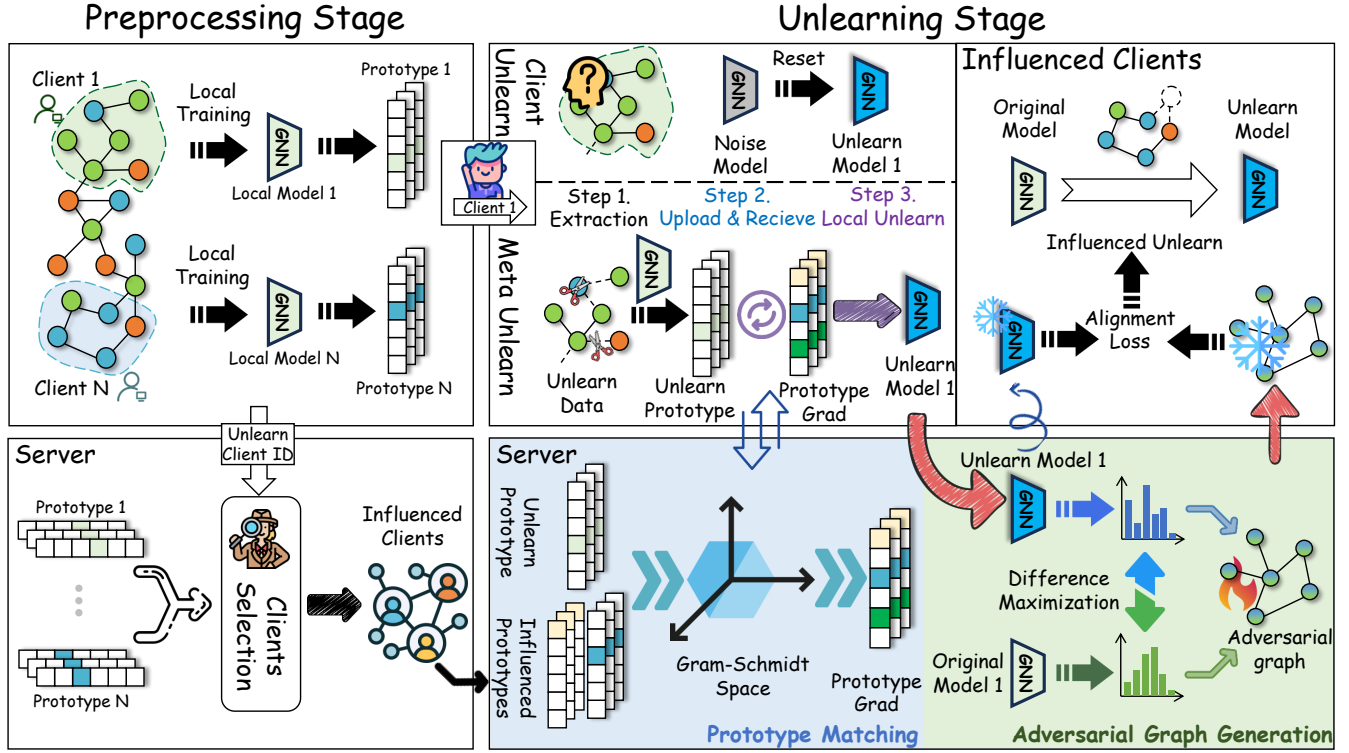 Preprocessing Stage
Unlearning Stage
Client 1
Local
Training
GNN
Local Model 1
Prototype 1
Local
Training
GNN
Local Model N
Prototype N
Client N
Client 1
Client
Unlearn
GNN
Noise
Model
Reset
GNN
Unlearn
Model 1
Meta Unlearn
Step 1.
Extraction
Step 2.
Upload & Recieve
Step 3.
Local Unlearn
GNN
Unlearn
Data
Unlearn
Prototype
Prototype
Grad
GNN
Unlearn
Model 1
Influenced Clients
Original
Model
GNN
Unlearn
Model
GNN
Influenced Unlearn
GNN
Alignment
Loss
Unlearn
Client ID
Server
Prototype 1
Prototype N
Clients
Selection
Influenced
Clients
Server
Unlearn
Prototype
Influenced
Prototypes
Gram-Schmidt
Space
Prototype
Grad
Prototype Matching
Unlearn Model 1
GNN
Difference
Maximization
Original
Model 1
GNN
Adversarial
graph
Adversarial Graph Generation